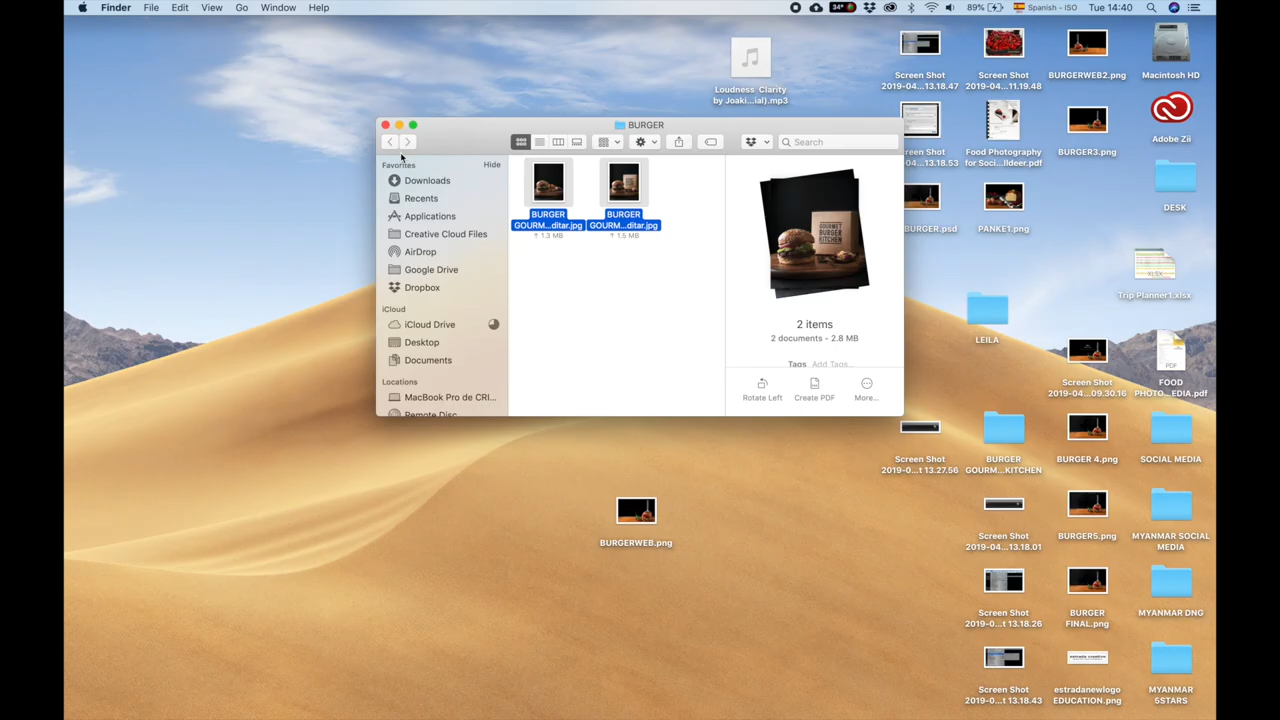 Finder File Edit View Go Window Help
34° 89% Spanish - ISO Tue 14:40
Loudness Clarity
by Joaki...ial).mp3
Screen Shot
2019-04...13.18.47
Screen Shot
2019-04...11.19.48
BURGERWEB2.png
Macintosh HD
BURGER
Search
Favorites Hide
Downloads
Recents
Applications
Creative Cloud Files
AirDrop
Google Drive
Dropbox
iCloud
iCloud Drive
Desktop
Documents
Locations
MacBook Pro de CRI...
Remote Disc
BURGER
GOURM...ditar.jpg
↑ 1.3 MB
BURGER
GOURM...ditar.jpg
↑ 1.5 MB
GOURMET
BURGER
KITCHEN
2 items
2 documents - 2.8 MB
Tags Add Tags...
Rotate Left
Create PDF
More...
Screen Shot
2019-04...13.18.53
Food Photography
for Soci...lldeer.pdf
BURGER3.png
Adobe Zii
BURGER.psd
PANKE1.png
DESK
XLSX
Trip Planner1.xlsx
LEILA
Screen Shot
2019-04...09.30.16
PDF
FOOD
PHOTO...EDIA.pdf
Screen Shot
2019-0...t 13.27.56
BURGER
GOURM...KITCHEN
BURGER 4.png
SOCIAL MEDIA
BURGERWEB.png
Screen Shot
2019-04...13.18.01
BURGER5.png
MYANMAR SOCIAL
MEDIA
Screen Shot
2019-0...t 13.18.26
BURGER
FINAL.png
MYANMAR DNG
Screen Shot
2019-0...t 13.18.43
estrada creative
estradanewlogo
EDUCATION.png
MYANMAR
5STARS